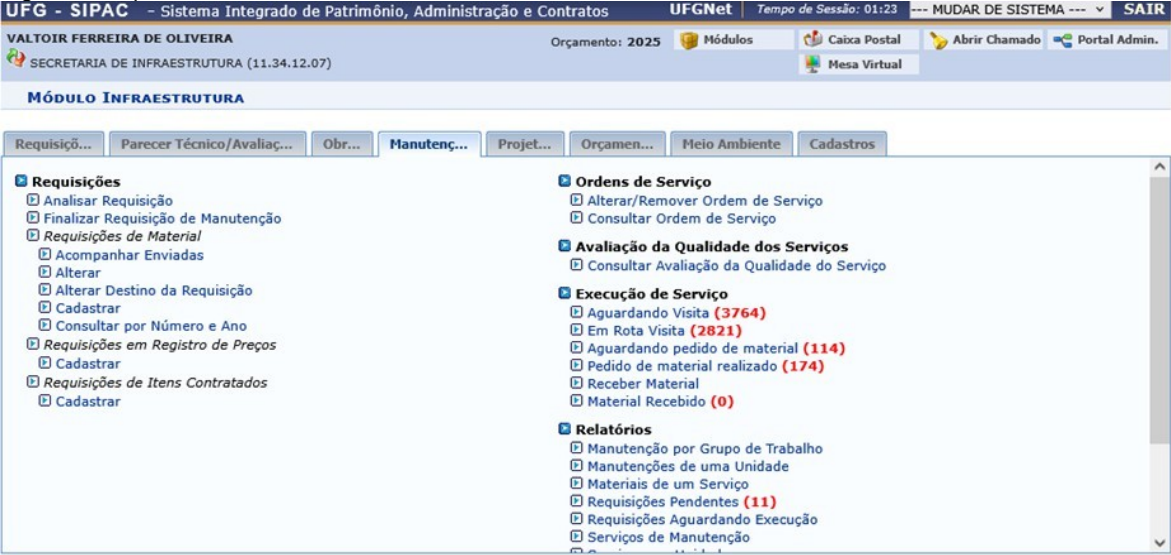 UFG - SIPAC - Sistema Integrado de Patrimônio, Administração e Contratos
UFGNet
Tempo de Sessão: 01:23
--- MUDAR DE SISTEMA ---
SAIR
VALTOIR FERREIRA DE OLIVEIRA
Orçamento: 2025
Módulos
Caixa Postal
Abrir Chamado
Portal Admin.
SECRETARIA DE INFRAESTRUTURA (11.34.12.07)
Mesa Virtual
MÓDULO INFRAESTRUTURA
Requisiçõ...
Parecer Técnico/Avaliaç...
Obr...
Manutenç...
Projet...
Orçamen...
Meio Ambiente
Cadastros
Requisições
Analisar Requisição
Finalizar Requisição de Manutenção
Requisições de Material
Acompanhar Enviadas
Alterar
Alterar Destino da Requisição
Cadastrar
Consultar por Número e Ano
Requisições em Registro de Preços
Cadastrar
Requisições de Itens Contratados
Cadastrar
Ordens de Serviço
Alterar/Remover Ordem de Serviço
Consultar Ordem de Serviço
Avaliação da Qualidade dos Serviços
Consultar Avaliação da Qualidade do Serviço
Execução de Serviço
Aguardando Visita (3764)
Em Rota Visita (2821)
Aguardando pedido de material (114)
Pedido de material realizado (174)
Receber Material
Material Recebido (0)
Relatórios
Manutenção por Grupo de Trabalho
Manutenções de uma Unidade
Materiais de um Serviço
Requisições Pendentes (11)
Requisições Aguardando Execução
Serviços de Manutenção